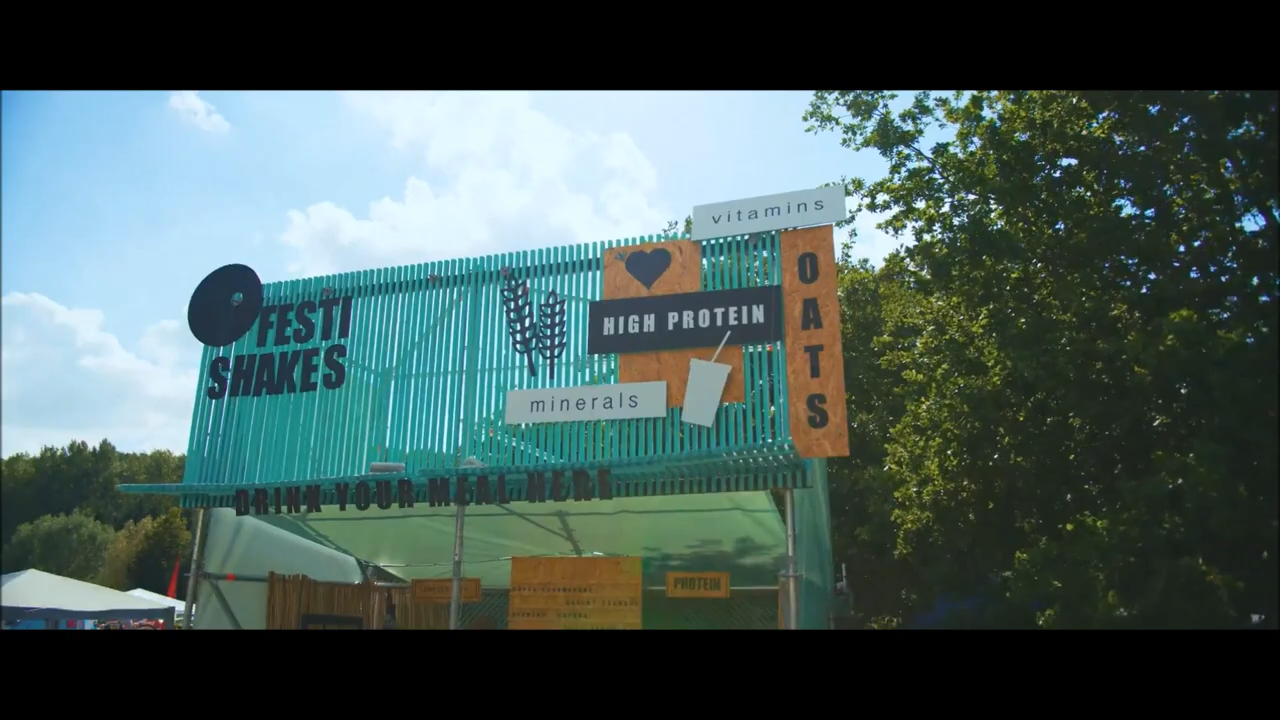 FESTI
SHAKES
vitamins
OATS
HIGH PROTEIN
minerals
DRINK YOUR MEAL HERE
PROTEIN